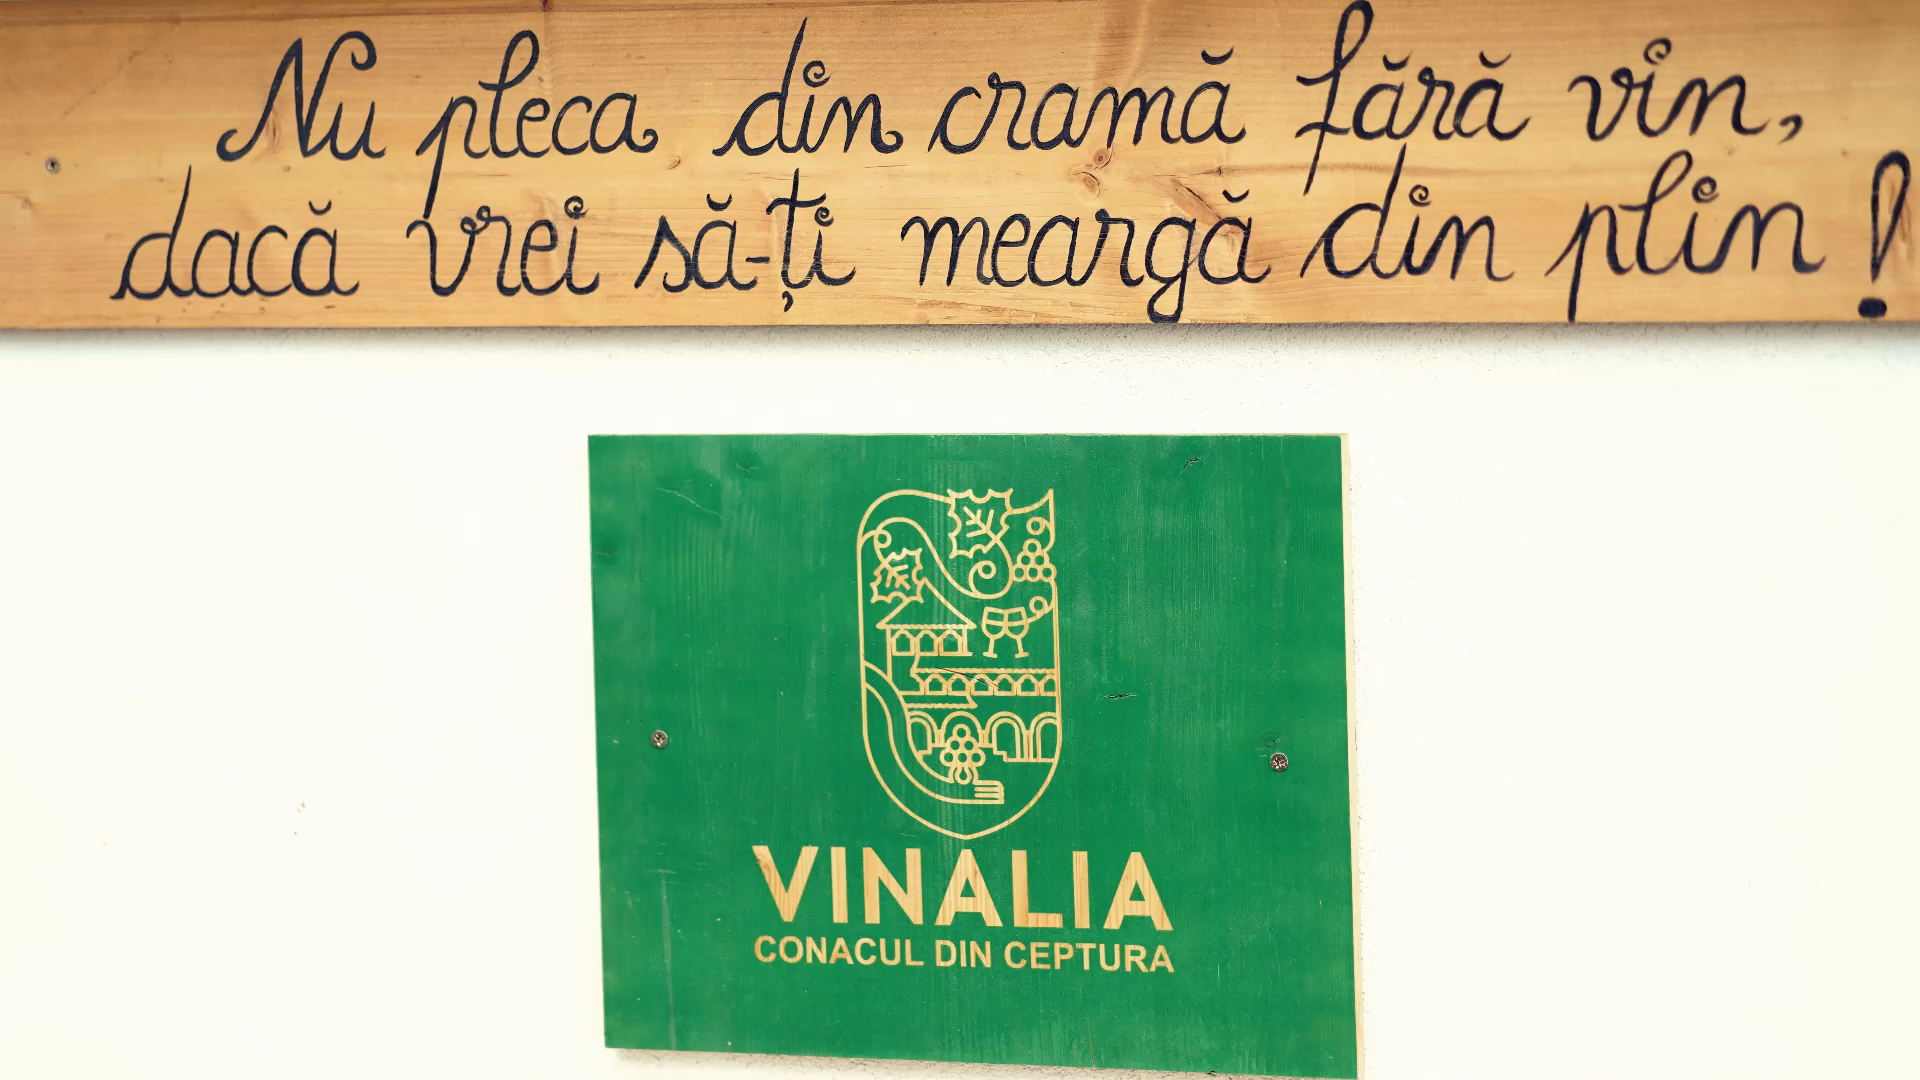 Nu pleca din cramă fără vin,
dacă vrei să-ți meargă din plin!
VINALIA
CONACUL DIN CEPTURA